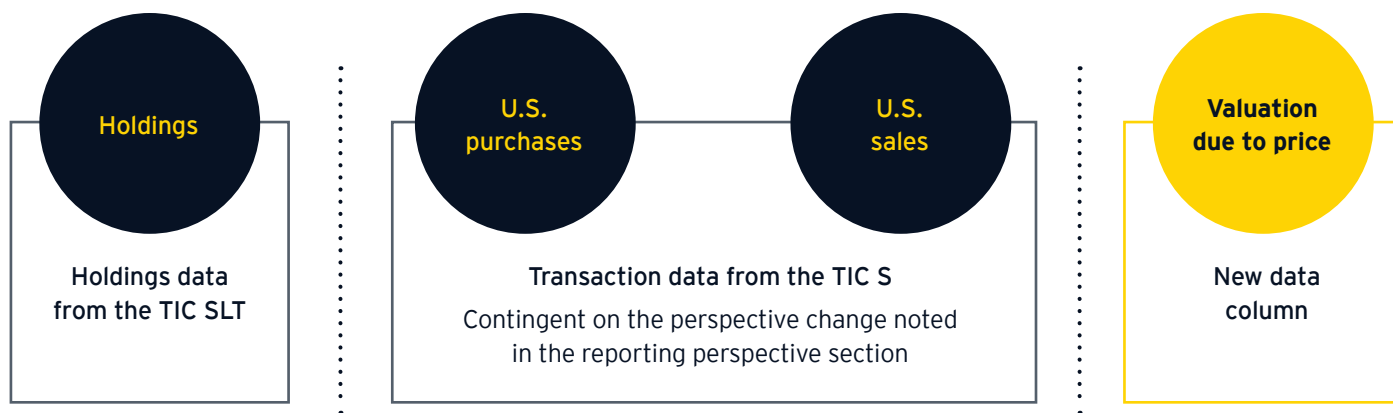 Holdings
Holdings data
from the TIC SLT
U.S.
purchases
U.S.
sales
Transaction data from the TIC S
Contingent on the perspective change noted
in the reporting perspective section
Valuation
due to price
New data
column